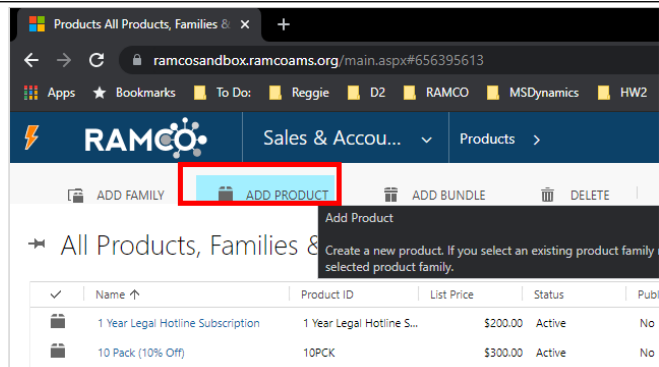 Products All Products, Families &
ramcosandbox.ramcoams.org/main.aspx#656395613
Apps Bookmarks To Do: Reggie D2 RAMCO MSDynamics HW2
RAMCO Sales & Accou... Products
ADD FAMILY ADD PRODUCT ADD BUNDLE DELETE
Add Product
All Products, Families &
Create a new product. If you select an existing product family
selected product family.
Name ↑ Product ID List Price Status Publ
1 Year Legal Hotline Subscription 1 Year Legal Hotline S... $200.00 Active No
10 Pack (10% Off) 10PCK $300.00 Active No